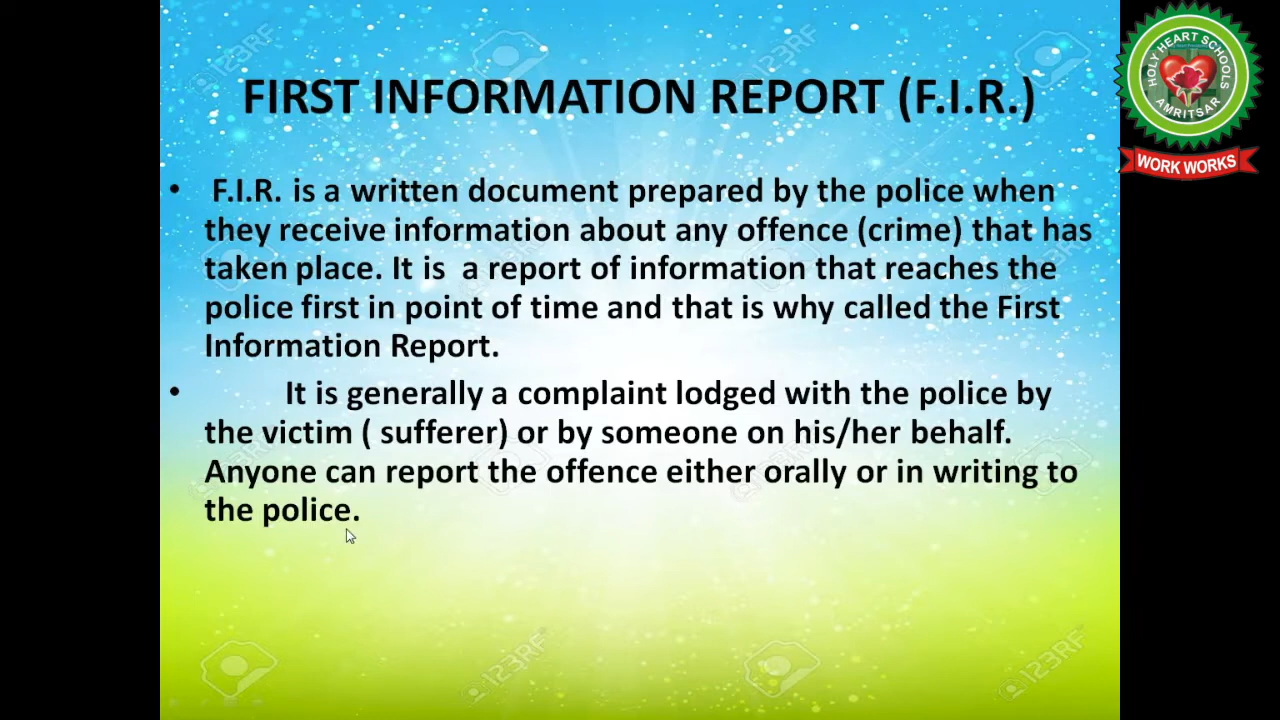 FIRST INFORMATION REPORT (F.I.R.)
• F.I.R. is a written document prepared by the police when
they receive information about any offence (crime) that has
taken place. It is a report of information that reaches the
police first in point of time and that is why called the First
Information Report.
• It is generally a complaint lodged with the police by
the victim ( sufferer) or by someone on his/her behalf.
Anyone can report the offence either orally or in writing to
the police.
HOLY HEART SCHOOLS
AMRITSAR
WORK WORKS
123RF
123RF
123RF
123RF